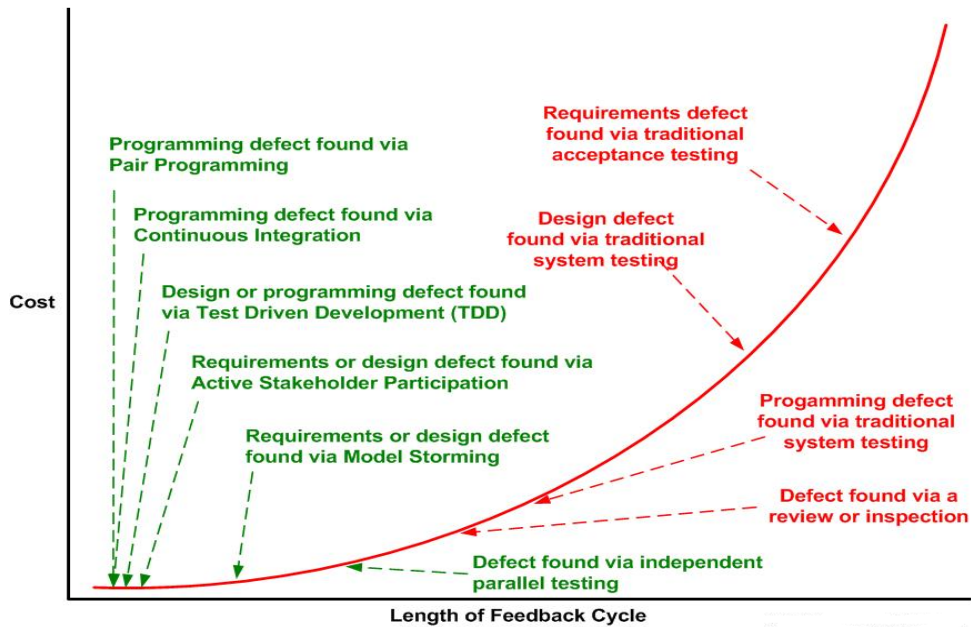 Programming defect found via
Pair Programming
Programming defect found via
Continuous Integration
Design or programming defect found
via Test Driven Development (TDD)
Requirements or design defect found via
Active Stakeholder Participation
Requirements or design defect
found via Model Storming
Defect found via independent
parallel testing
Requirements defect
found via traditional
acceptance testing
Design defect
found via traditional
system testing
Progamming defect
found via traditional
system testing
Defect found via a
review or inspection
Cost
Length of Feedback Cycle